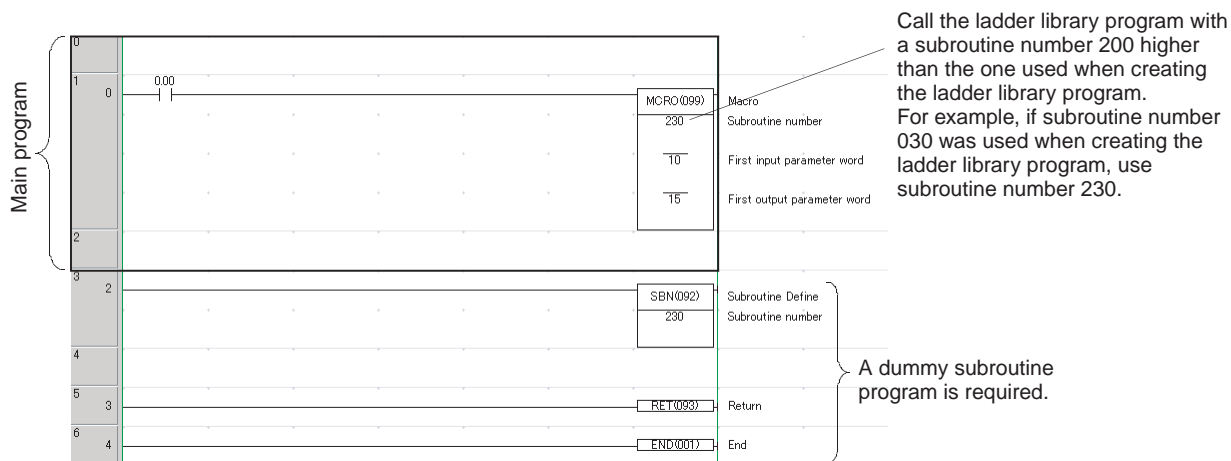 Call the ladder library program with
a subroutine number 200 higher
than the one used when creating
the ladder library program.
For example, if subroutine number
030 was used when creating the
ladder library program, use
subroutine number 230.
Main program
0
1
0
0.00
MCRO(099) Macro
230 Subroutine number
10 First input parameter word
15 First output parameter word
2
3
2
SBN(092) Subroutine Define
230 Subroutine number
4
A dummy subroutine
program is required.
5
3
RET(093) Return
6
4
END(001) End